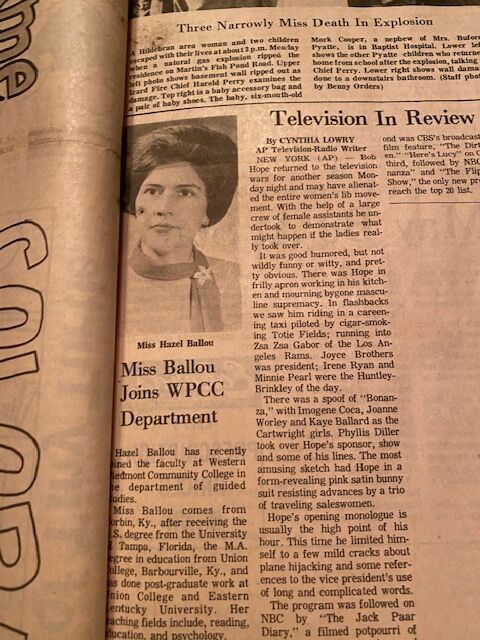 Three Narrowly Miss Death In Explosion
A Hildebran area woman and two children
escaped with their lives at about 3 p.m. Monday
when a natural gas explosion ripped the
residence on Martin's Fish Pond Road. Upper
left photo shows basement wall ripped out as
Icard Fire Chief Harold Perry examines the
damage. Top right is a baby accessory bag and
a pair of baby shoes. The baby, six-month-old
Mark Cooper, a nephew of Mrs. Buford
Pyatte, is in Baptist Hospital. Lower left
shows the other Pyatte children who returned
home from school after the explosion, talking
Chief Perry. Lower right shows wall dama
done to a downstairs bathroom. (Staff phot
by Benny Orders)
Miss Hazel Ballou
Miss Ballou
Joins WPCC
Department
Hazel Ballou has recently
ined the faculty at Western
iedmont Community College in
e department of guided
udies.
Miss Ballou comes from
orbin, Ky., after receiving the
.S. degree from the University
Tampa, Florida, the M.A.
egree in education from Union
ollege, Barbourville, Ky., and
as done post-graduate work at
nion College and Eastern
entucky University. Her
aching fields include, reading,
ducation, and psychology.
Television In Review
By CYNTHIA LOWRY
AP Television-Radio Writer
NEW YORK (AP) — Bob
Hope returned to the television
wars for another season Mon-
day night and may have alienat-
ed the entire women's lib move-
ment. With the help of a large
crew of female assistants he un-
dertook to demonstrate what
might happen if the ladies real-
ly took over.
It was good humored, but not
wildly funny or witty, and pret-
ty obvious. There was Hope in
frilly apron working in his kitch-
en and mourning bygone mascu-
line supremacy. In flashbacks
we saw him riding in a careen-
ing taxi piloted by cigar-smok-
ing Totie Fields; running into
Zsa Zsa Gabor of the Los An-
geles Rams. Joyce Brothers
was president; Irene Ryan and
Minnie Pearl were the Huntley-
Brinkley of the day.
There was a spoof of "Bonan-
za," with Imogene Coca, Joanne
Worley and Kaye Ballard as the
Cartwright girls. Phyllis Diller
took over Hope's sponsor, show
and some of his lines. The most
amusing sketch had Hope in a
form-revealing pink satin bunny
suit resisting advances by a trio
of traveling saleswomen.
Hope's opening monologue is
usually the high point of his
hour. This time he limited him-
self to a few mild cracks about
plane hijacking and some refer-
ences to the vice president's use
of long and complicated words.
The program was followed on
NBC by "The Jack Paar
Diary," a filmed potpourri of
ond was CBS's broadcast
film feature, "The Dirt
en." "Here's Lucy" on C
third, followed by NBC
nanza" and "The Flip
Show," the only new pro
reach the top 20 list.